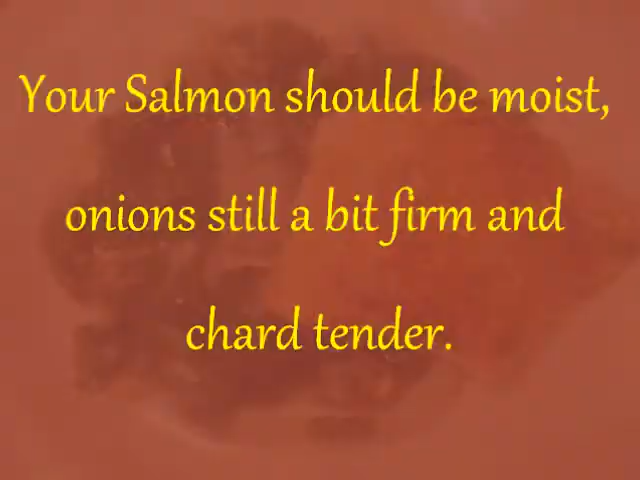 Your Salmon should be moist,
onions still a bit firm and
chard tender.